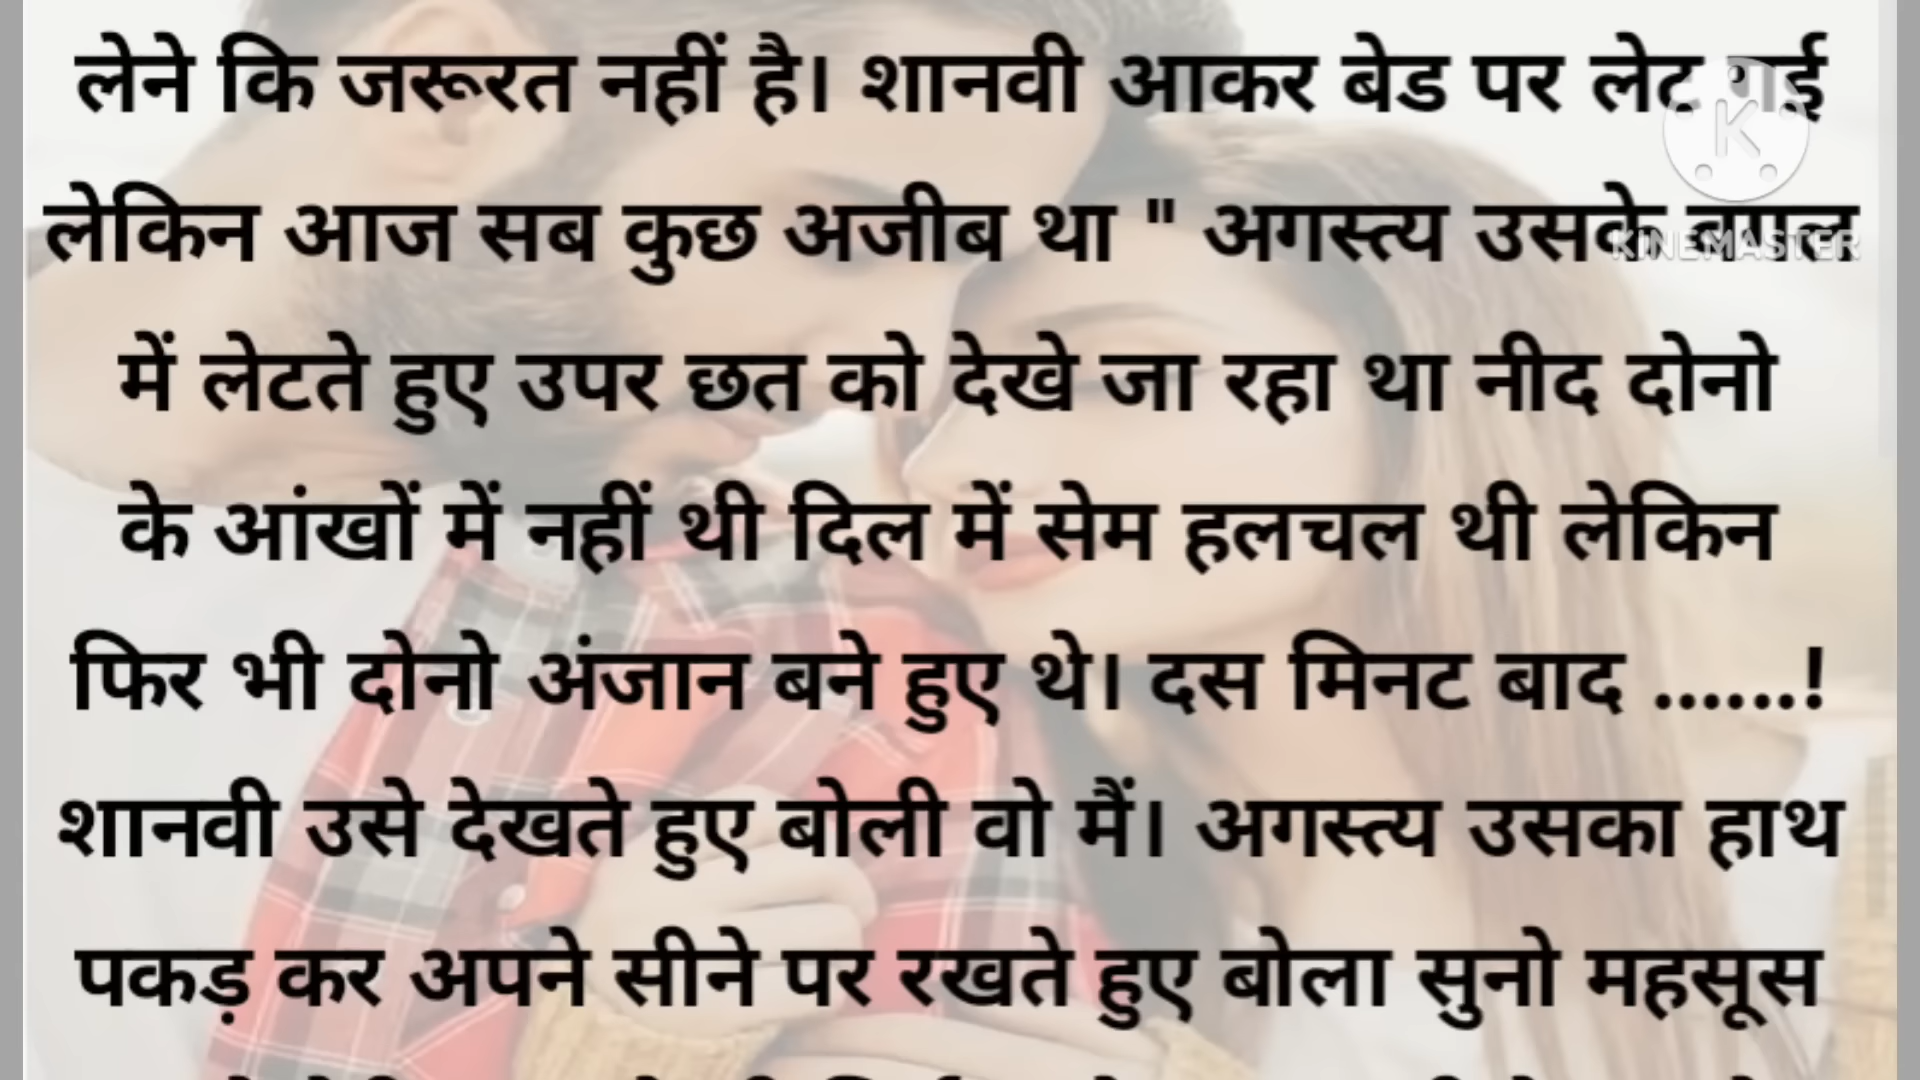 लेने कि जरूरत नहीं है। शानवी आकर बेड पर लेट गई
लेकिन आज सब कुछ अजीब था " अगस्त्य उसके बगल
में लेटते हुए उपर छत को देखे जा रहा था नीद दोनो
के आंखों में नहीं थी दिल में सेम हलचल थी लेकिन
फिर भी दोनो अंजान बने हुए थे। दस मिनट बाद ......!
शानवी उसे देखते हुए बोली वो मैं। अगस्त्य उसका हाथ
पकड़ कर अपने सीने पर रखते हुए बोला सुनो महसूस
K
KINEMASTER